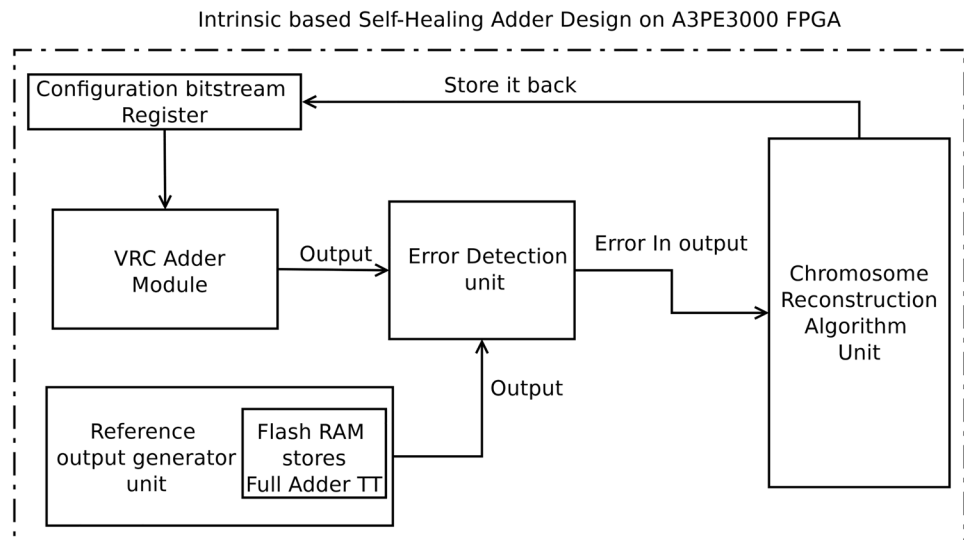 Intrinsic based Self-Healing Adder Design on A3PE3000 FPGA
Configuration bitstream
Register
Store it back
VRC Adder
Module
Output
Error Detection
unit
Error In output
Chromosome
Reconstruction
Algorithm
Unit
Output
Reference
output generator
unit
Flash RAM
stores
Full Adder TT